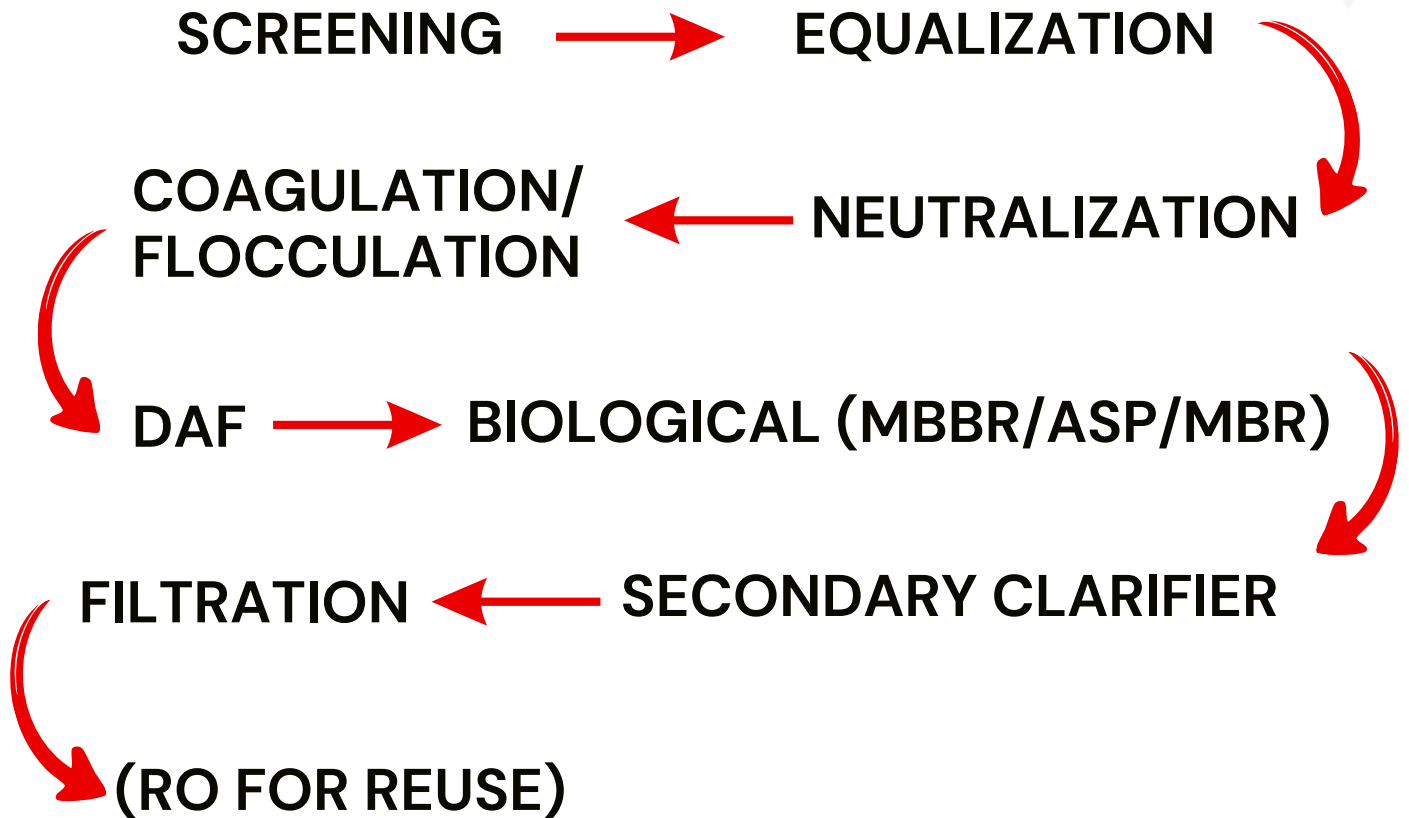 SCREENING
EQUALIZATION
NEUTRALIZATION
COAGULATION/
FLOCCULATION
DAF
BIOLOGICAL (MBBR/ASP/MBR)
SECONDARY CLARIFIER
FILTRATION
(RO FOR REUSE)